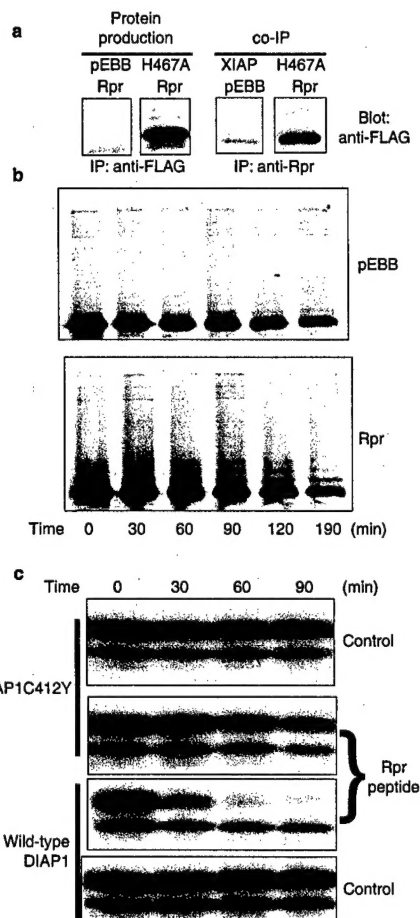 a
Protein production
co-IP
pEBB H467A XIAP H467A
Rpr Rpr pEBB Rpr
Blot: anti-FLAG
IP: anti-FLAG IP: anti-Rpr
b
pEBB
Rpr
Time 0 30 60 90 120 190 (min)
c
Time 0 30 60 90 (min)
Control
AP1C412Y
Rpr peptide
Wild-type DIAP1
Control